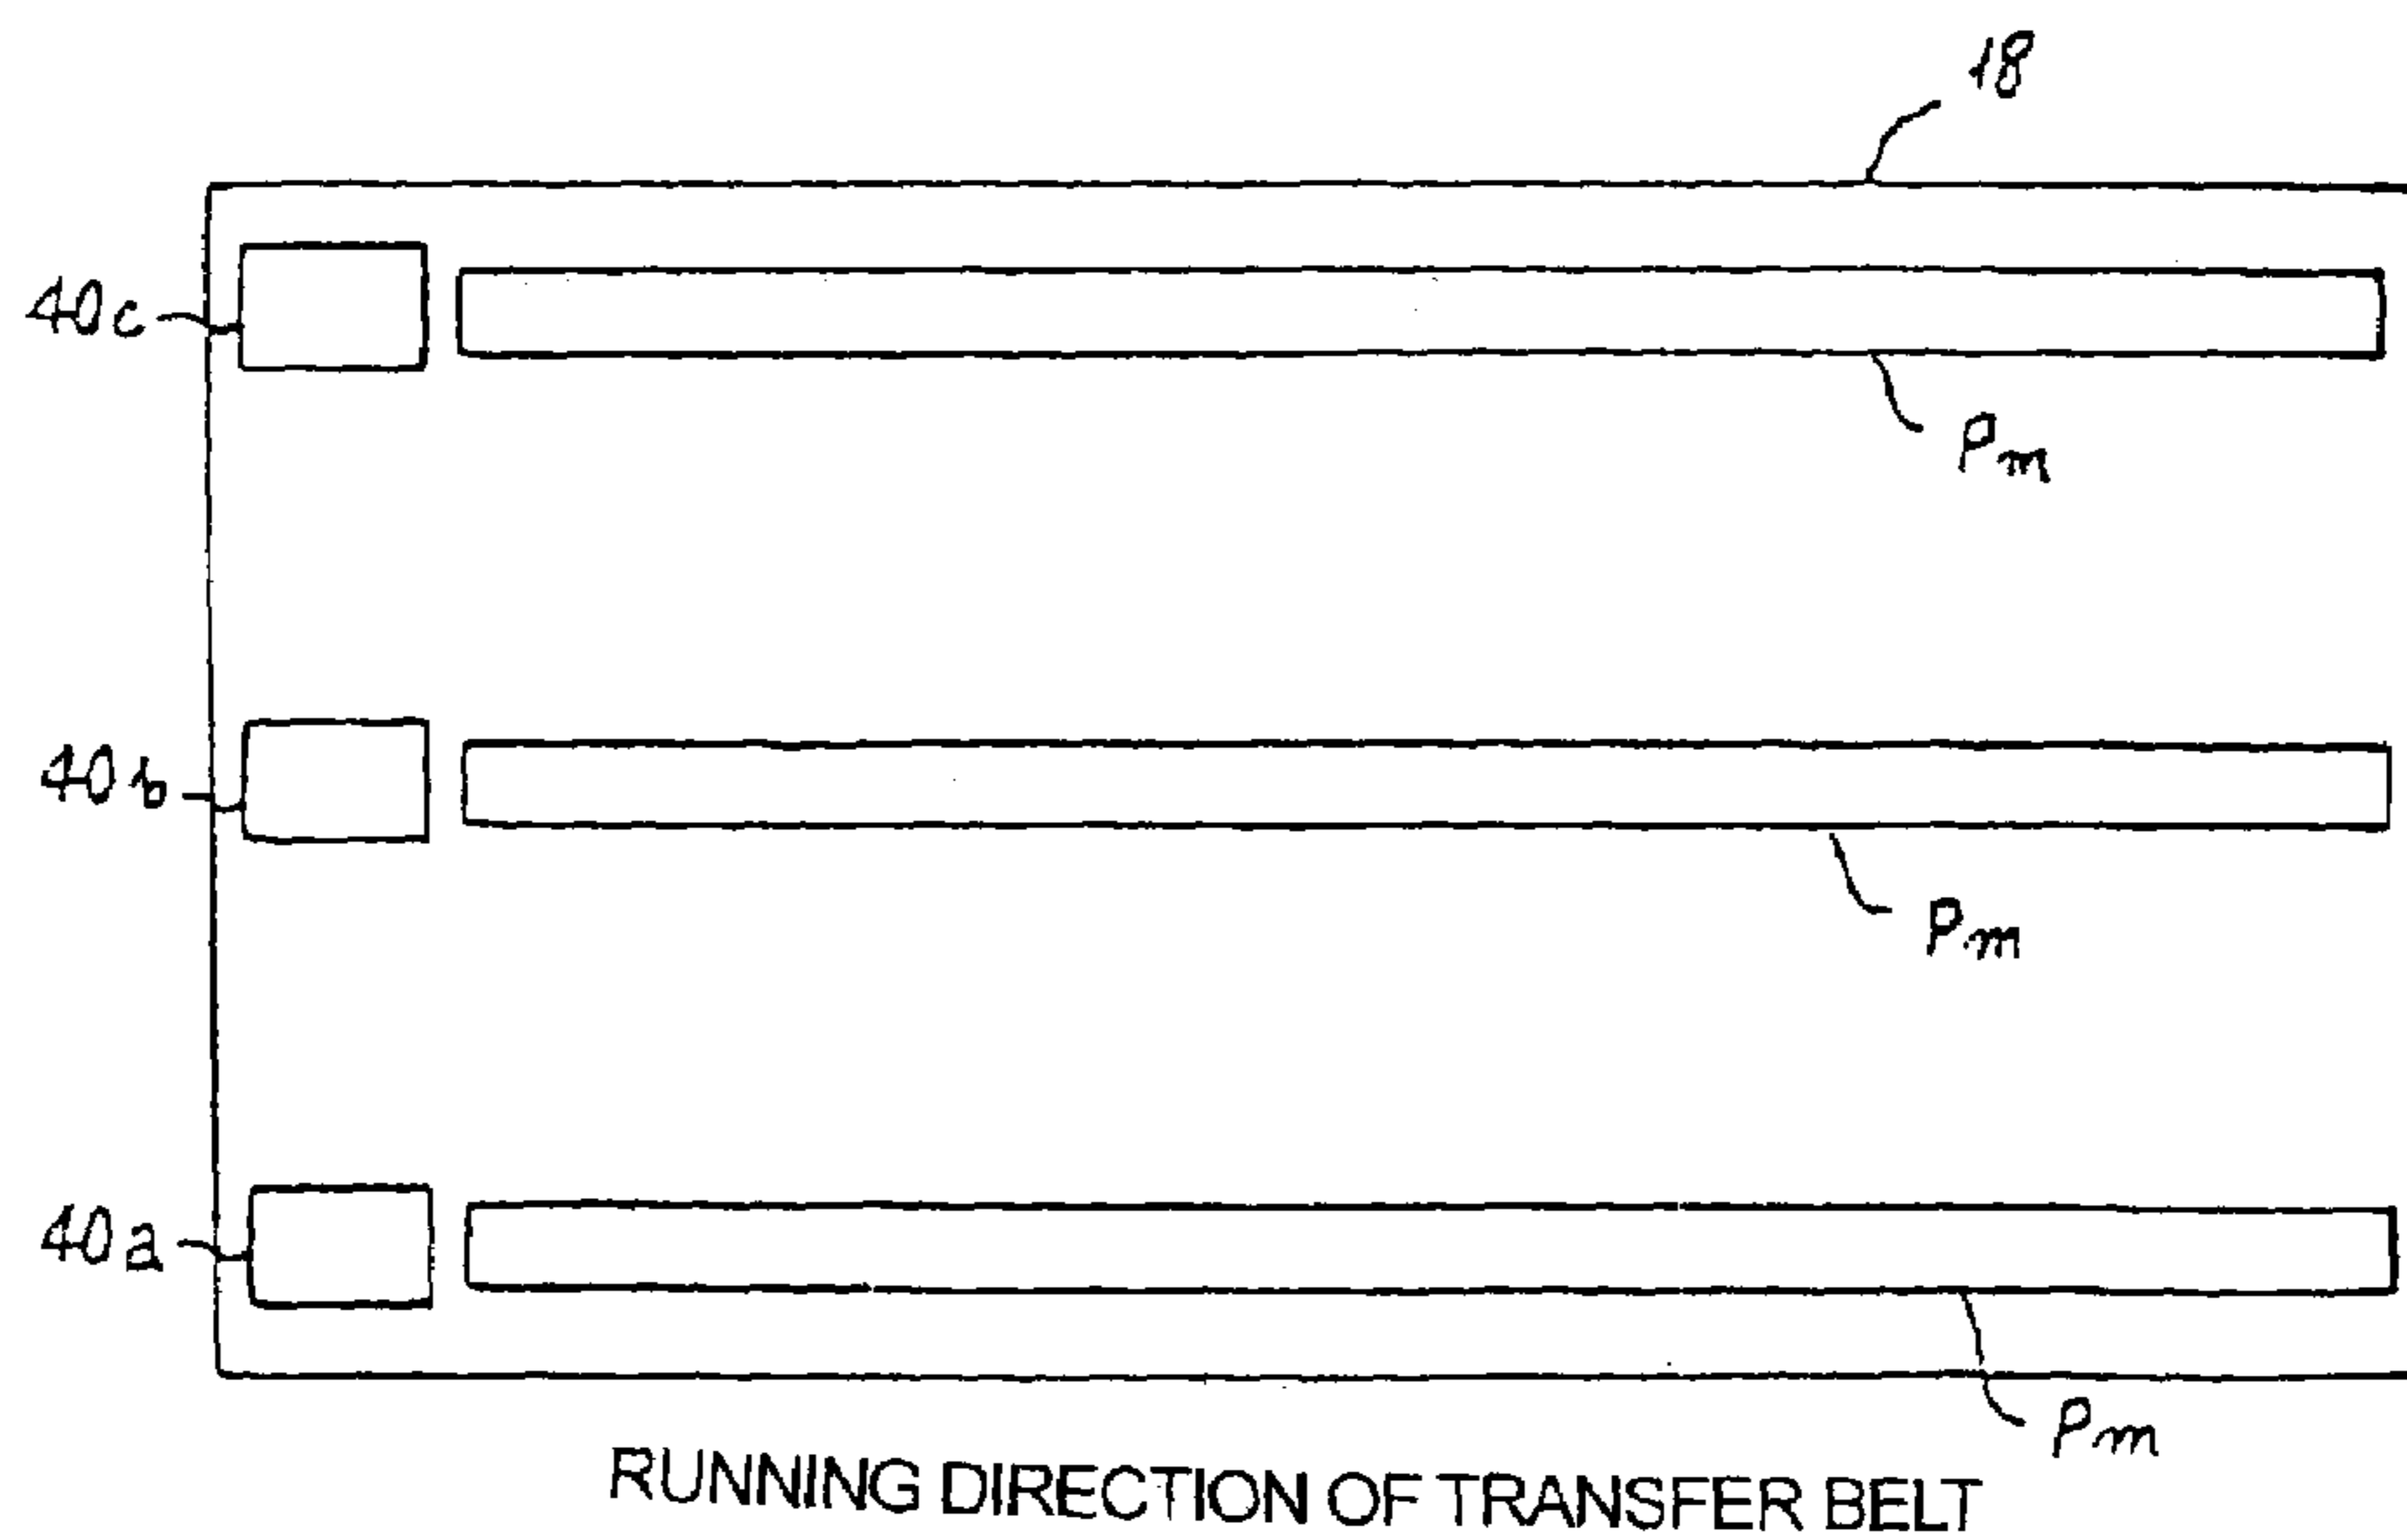 18
40c
Pm
40b
Pm
40a
Pm
RUNNING DIRECTION OF TRANSFER BELT